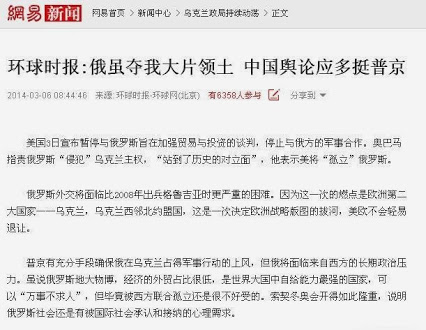 網易 新闻 网易首页 > 新闻中心 > 乌克兰政局持续动荡 > 正文
环球时报:俄虽夺我大片领土 中国舆论应多挺普京
2014-03-06 08:44:46 来源: 环球时报-环球网(北京) 有6358人参与 分享到
美国3日宣布暂停与俄罗斯旨在加强贸易与投资的谈判，停止与俄方的军事合作。奥巴马
指责俄罗斯“侵犯”乌克兰主权，“站到了历史的对立面”，他表示美将“孤立”俄罗斯。
俄罗斯外交将面临比2008年出兵格鲁吉亚时更严重的困难。因为这一次的燃点是欧洲第二
大国家——乌克兰，乌克兰西邻北约盟国，这是一次决定欧洲战略版图的拔河，美欧不会轻易
退让。
普京有充分手段确保俄在乌克兰占得军事行动的上风，但俄将面临来自西方的长期政治压
力。虽说俄罗斯地大物博，经济的外贸占比很低，是世界大国中自给能力最强的国家，可
以“万事不求人”，但毕竟被西方联合孤立还是很不好受的。索契冬奥会开得如此隆重，说明
俄罗斯社会还是有被国际社会承认和接纳的心理需求。